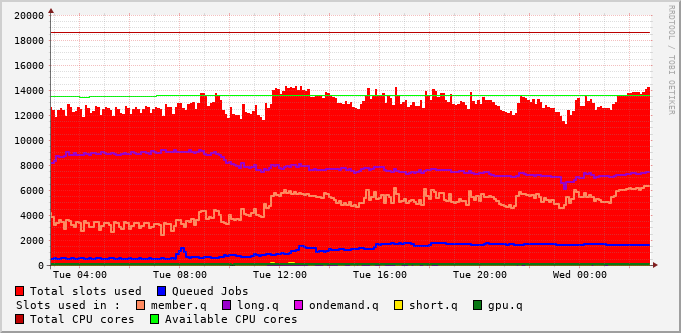 20000
18000
16000
14000
12000
10000
8000
6000
4000
2000
0
Tue 04:00 Tue 08:00 Tue 12:00 Tue 16:00 Tue 20:00 Wed 00:00
RRDTOOL / TOBI OETIKER
Total slots used Queued Jobs
Slots used in : member.q long.q ondemand.q short.q gpu.q
Total CPU cores Available CPU cores